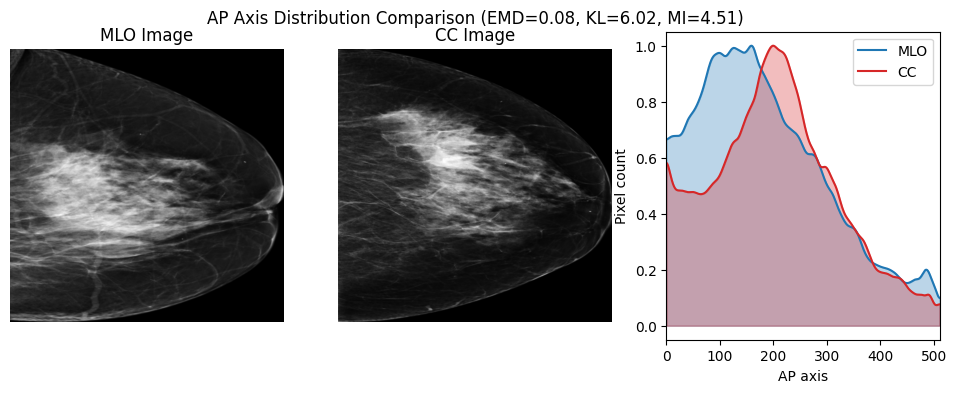 AP Axis Distribution Comparison (EMD=0.08, KL=6.02, MI=4.51)
MLO Image
CC Image
MLO
CC
Pixel count
1.0
0.8
0.6
0.4
0.2
0.0
0 100 200 300 400 500
AP axis